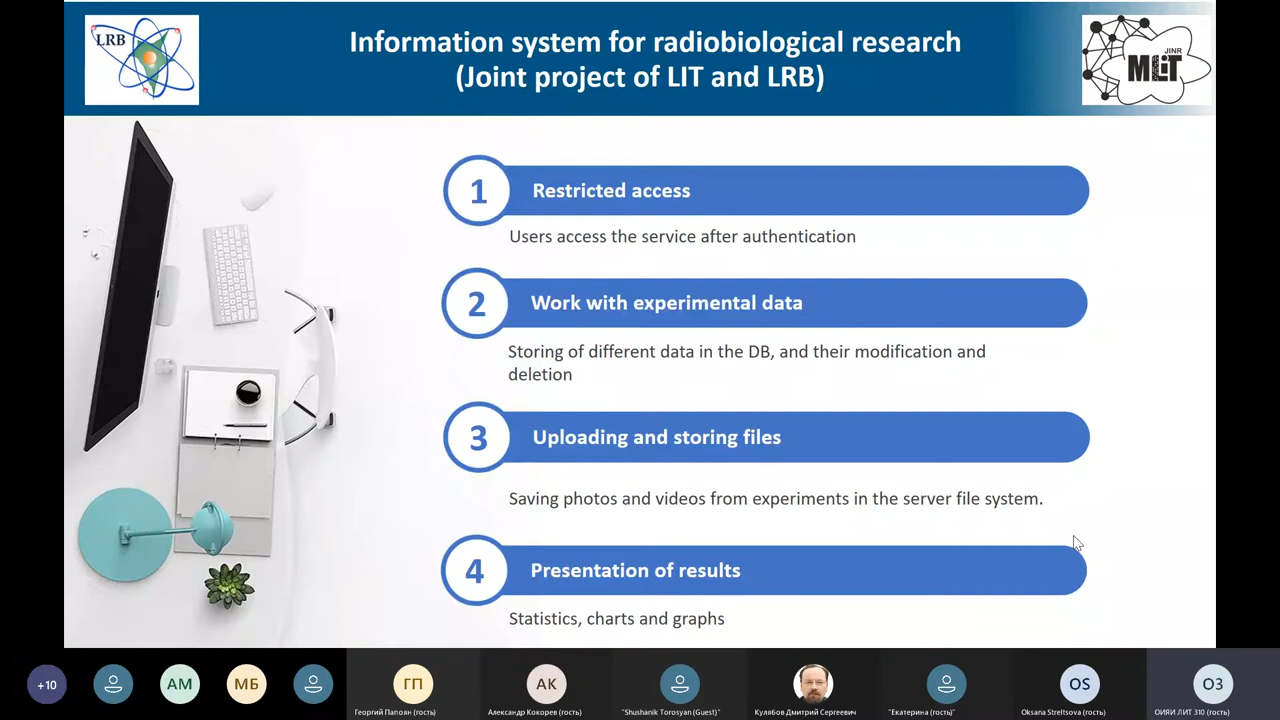 LRB
Information system for radiobiological research
(Joint project of LIT and LRB)
JINR
MLIT
1
Restricted access
Users access the service after authentication
2
Work with experimental data
Storing of different data in the DB, and their modification and
deletion
3
Uploading and storing files
Saving photos and videos from experiments in the server file system.
4
Presentation of results
Statistics, charts and graphs
+10
АМ
МБ
ГП
АК
OS
ОЗ
Георгий Папоян (гость)
Александр Кокорев (гость)
"Shushanik Torosyan (Guest)"
Кулябов Дмитрий Сергеевич
"Екатерина (гость)"
Oksana Streltsova (гость)
ОИЯИ ЛИТ 310 (гость)